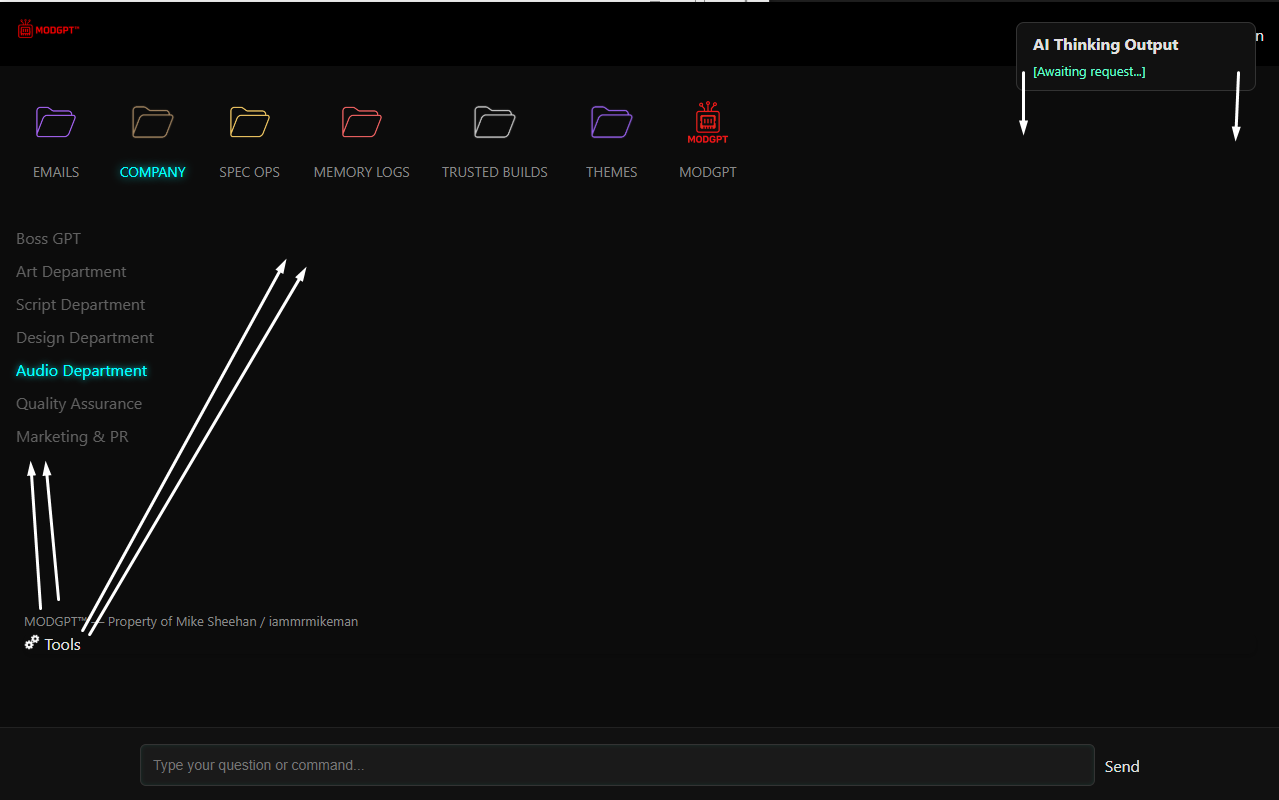 MODGPT™
AI Thinking Output
[Awaiting request...]
n
MODGPT
EMAILS
COMPANY
SPEC OPS
MEMORY LOGS
TRUSTED BUILDS
THEMES
MODGPT
Boss GPT
Art Department
Script Department
Design Department
Audio Department
Quality Assurance
Marketing & PR
MODGPT™ — Property of Mike Sheehan / iammrmikeman
Tools
Type your question or command...
Send